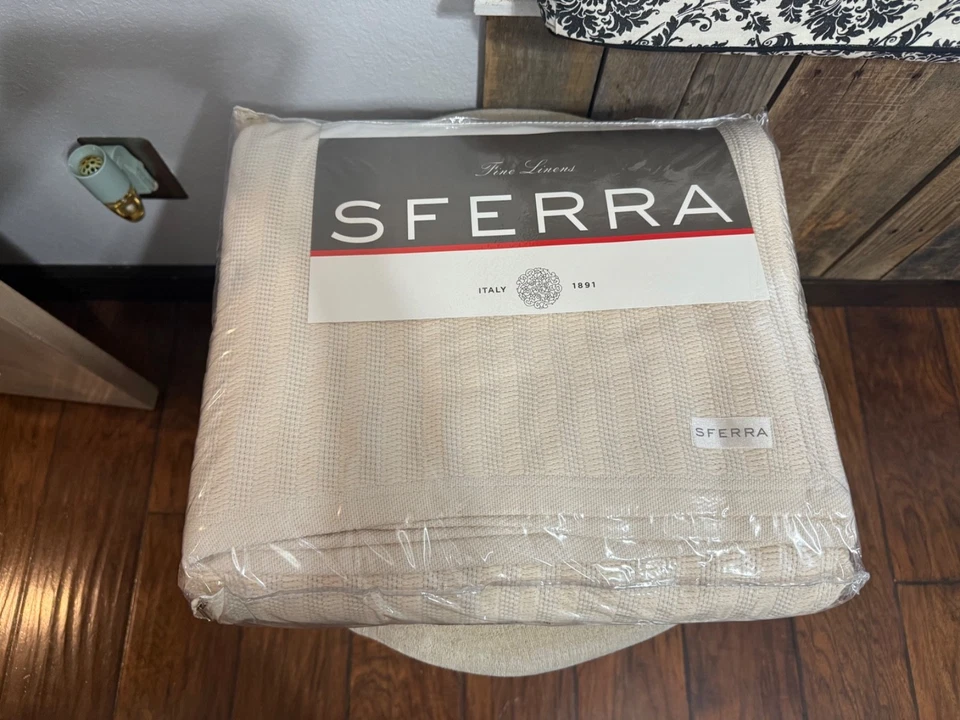 Fine Linens
SFERRA
ITALY 1891
SFERRA